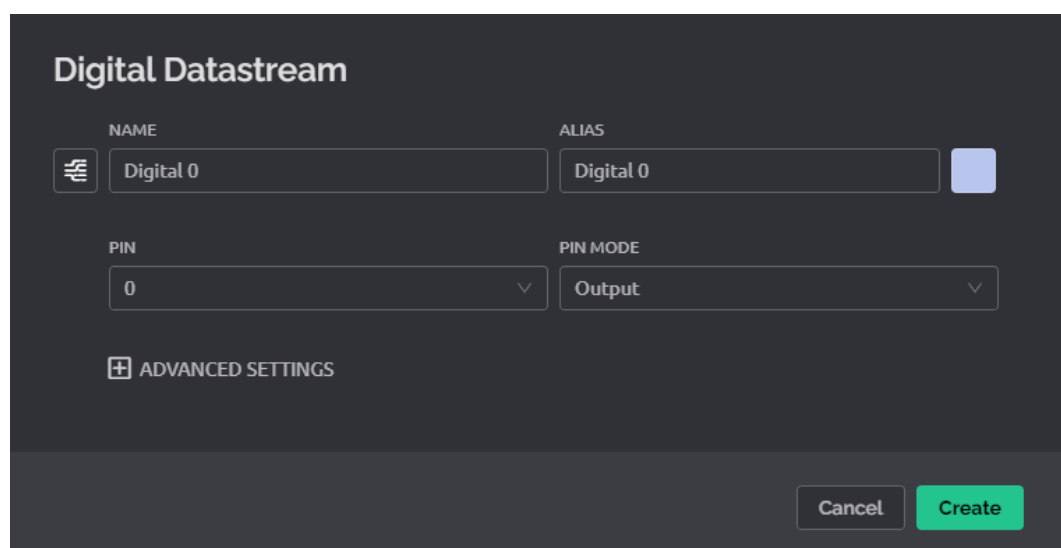 Digital Datastream
NAME ALIAS
Digital 0 Digital 0
PIN PIN MODE
0 Output
ADVANCED SETTINGS
Cancel Create